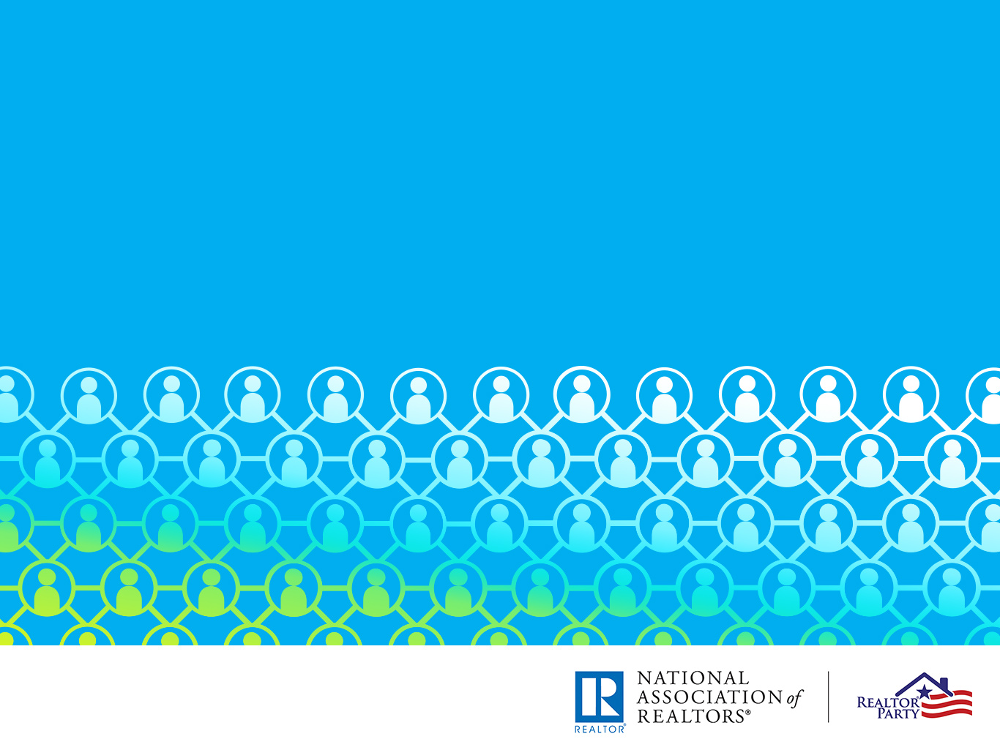 NATIONAL
ASSOCIATION of
REALTORS®
R
REALTOR®
REALTOR®
PARTY